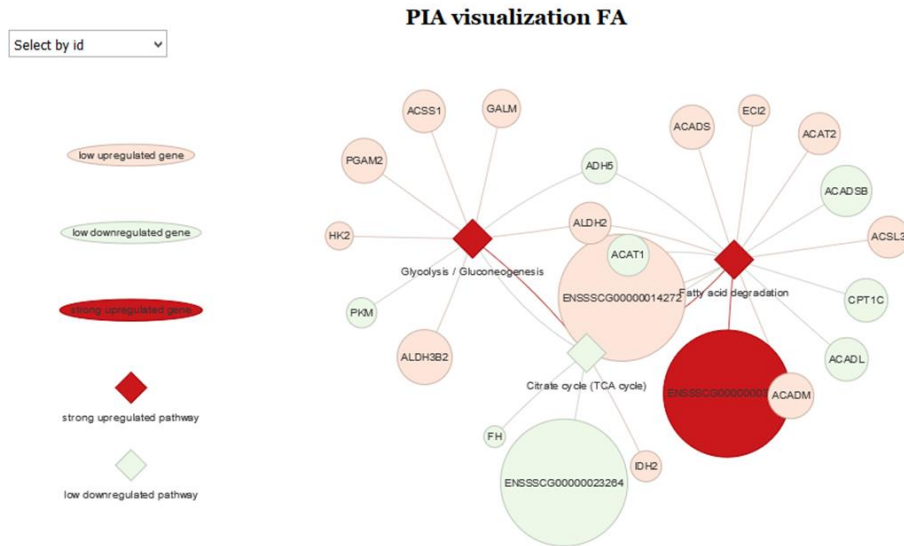 PIA visualization FA
Select by id
low upregulated gene
low downregulated gene
strong upregulated gene
strong upregulated pathway
low downregulated pathway
ACSS1
GALM
PGAM2
HK2
PKM
ALDH3B2
Glycolysis / Gluconeogenesis
ADH5
ALDH2
ACAT1
ENSSSCG00000014272
ACADS
ECI2
ACAT2
ACADSB
ACSL3
Fatty acid degradation
CPT1C
ACADL
ACADM
Citrate cycle (TCA cycle)
FH
ENSSSCG00000023264
IDH2